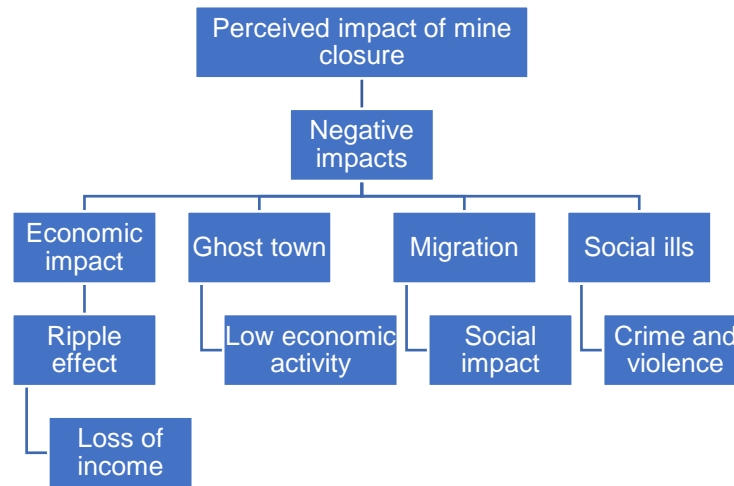 Perceived impact of mine
closure
Negative
impacts
Economic
impact
Ghost town
Migration
Social ills
Ripple
effect
Low economic
activity
Social
impact
Crime and
violence
Loss of
income